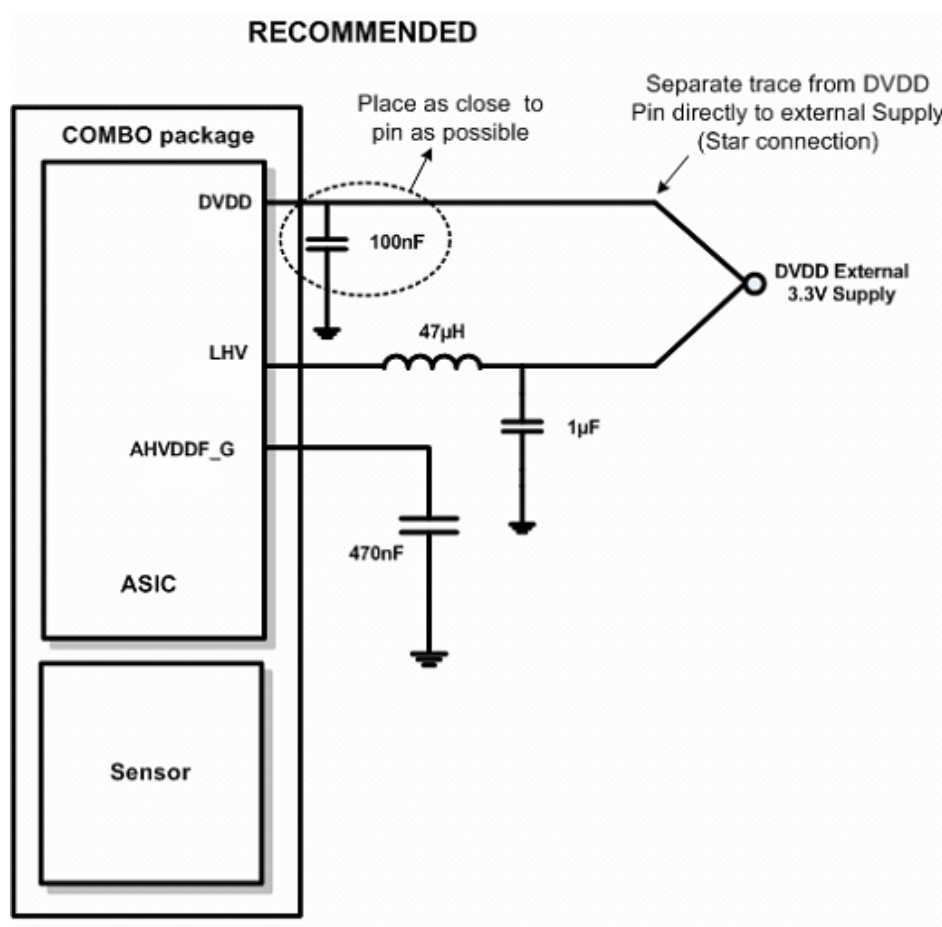 RECOMMENDED
Separate trace from DVDD
Pin directly to external Supply
(Star connection)
Place as close to
pin as possible
COMBO package
DVDD
100nF
DVDD External
3.3V Supply
47µH
LHV
1µF
AHVDDF_G
470nF
ASIC
Sensor